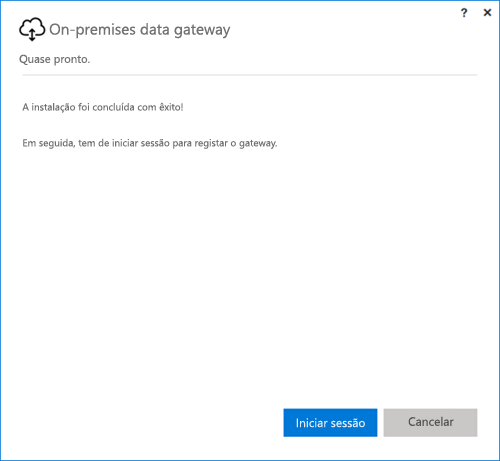 ? ×
On-premises data gateway
Quase pronto.
A instalação foi concluída com êxito!
Em seguida, tem de iniciar sessão para registar o gateway.
Iniciar sessão Cancelar